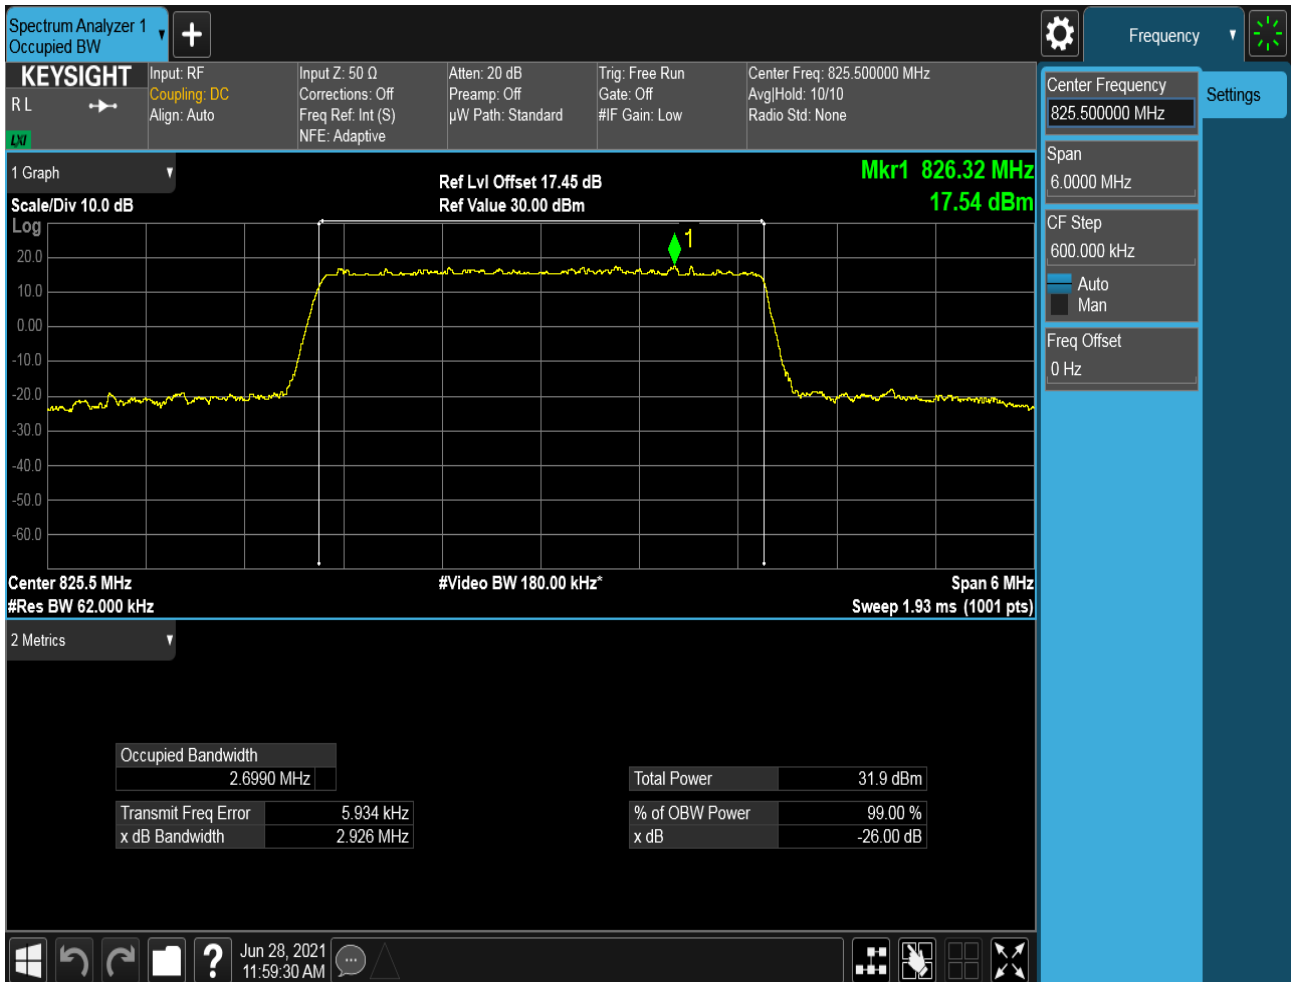 Spectrum Analyzer 1
Occupied BW
Frequency
KEYSIGHT
R L
LXI
Input: RF
Coupling: DC
Align: Auto
Input Z: 50 Ω
Corrections: Off
Freq Ref: Int (S)
NFE: Adaptive
Atten: 20 dB
Preamp: Off
µW Path: Standard
Trig: Free Run
Gate: Off
#IF Gain: Low
Center Freq: 825.500000 MHz
Avg|Hold: 10/10
Radio Std: None
Center Frequency
825.500000 MHz
Settings
Span
6.0000 MHz
CF Step
600.000 kHz
Auto
Man
Freq Offset
0 Hz
1 Graph
Scale/Div 10.0 dB
Log
Ref Lvl Offset 17.45 dB
Ref Value 30.00 dBm
Mkr1 826.32 MHz
17.54 dBm
1
20.0
10.0
0.00
-10.0
-20.0
-30.0
-40.0
-50.0
-60.0
Center 825.5 MHz
#Video BW 180.00 kHz*
Span 6 MHz
#Res BW 62.000 kHz
Sweep 1.93 ms (1001 pts)
2 Metrics
Occupied Bandwidth
2.6990 MHz
Transmit Freq Error 5.934 kHz
x dB Bandwidth 2.926 MHz
Total Power 31.9 dBm
% of OBW Power 99.00 %
x dB -26.00 dB
?
Jun 28, 2021
11:59:30 AM